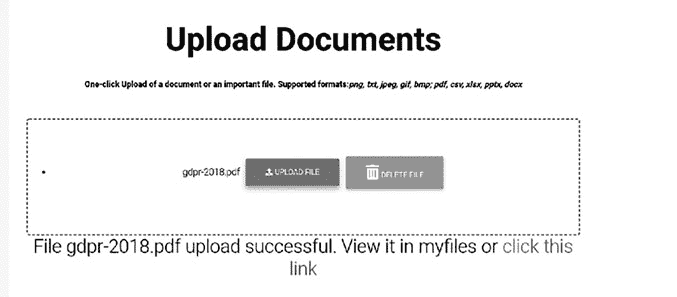 Upload Documents
One-click Upload of a document or an important file. Supported formats:png, txt, jpeg, gif, bmp; pdf, csv, xlsx, pptx, docx
gdpr-2018.pdf UPLOAD FILE DELETE FILE
File gdpr-2018.pdf upload successful. View it in myfiles or click this
link